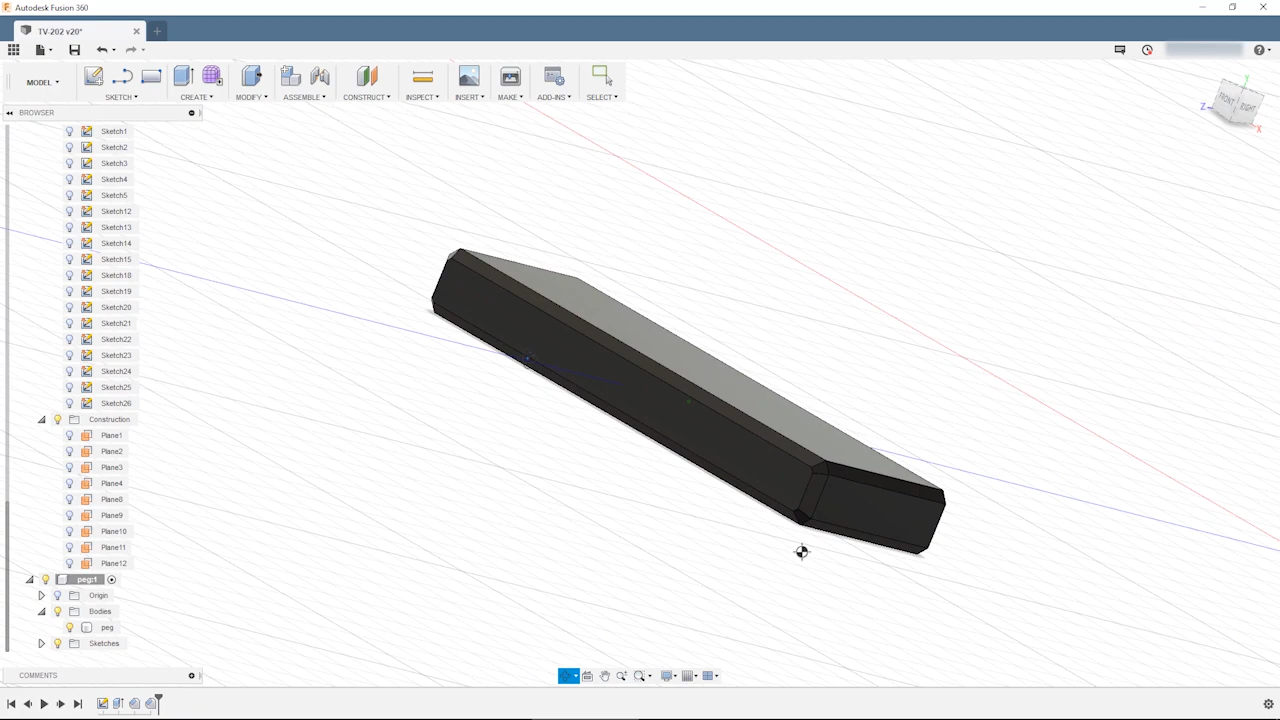 Autodesk Fusion 360
TV-202 v20*
MODEL
SKETCH
CREATE
MODIFY
ASSEMBLE
CONSTRUCT
INSPECT
INSERT
MAKE
ADD-INS
SELECT
Y
FRONT
RIGHT
Z
X
BROWSER
Sketch1
Sketch2
Sketch3
Sketch4
Sketch5
Sketch12
Sketch13
Sketch14
Sketch15
Sketch18
Sketch19
Sketch20
Sketch21
Sketch22
Sketch23
Sketch24
Sketch25
Sketch26
Construction
Plane1
Plane2
Plane3
Plane4
Plane8
Plane9
Plane10
Plane11
Plane12
peg:1
Origin
Bodies
peg
Sketches
COMMENTS